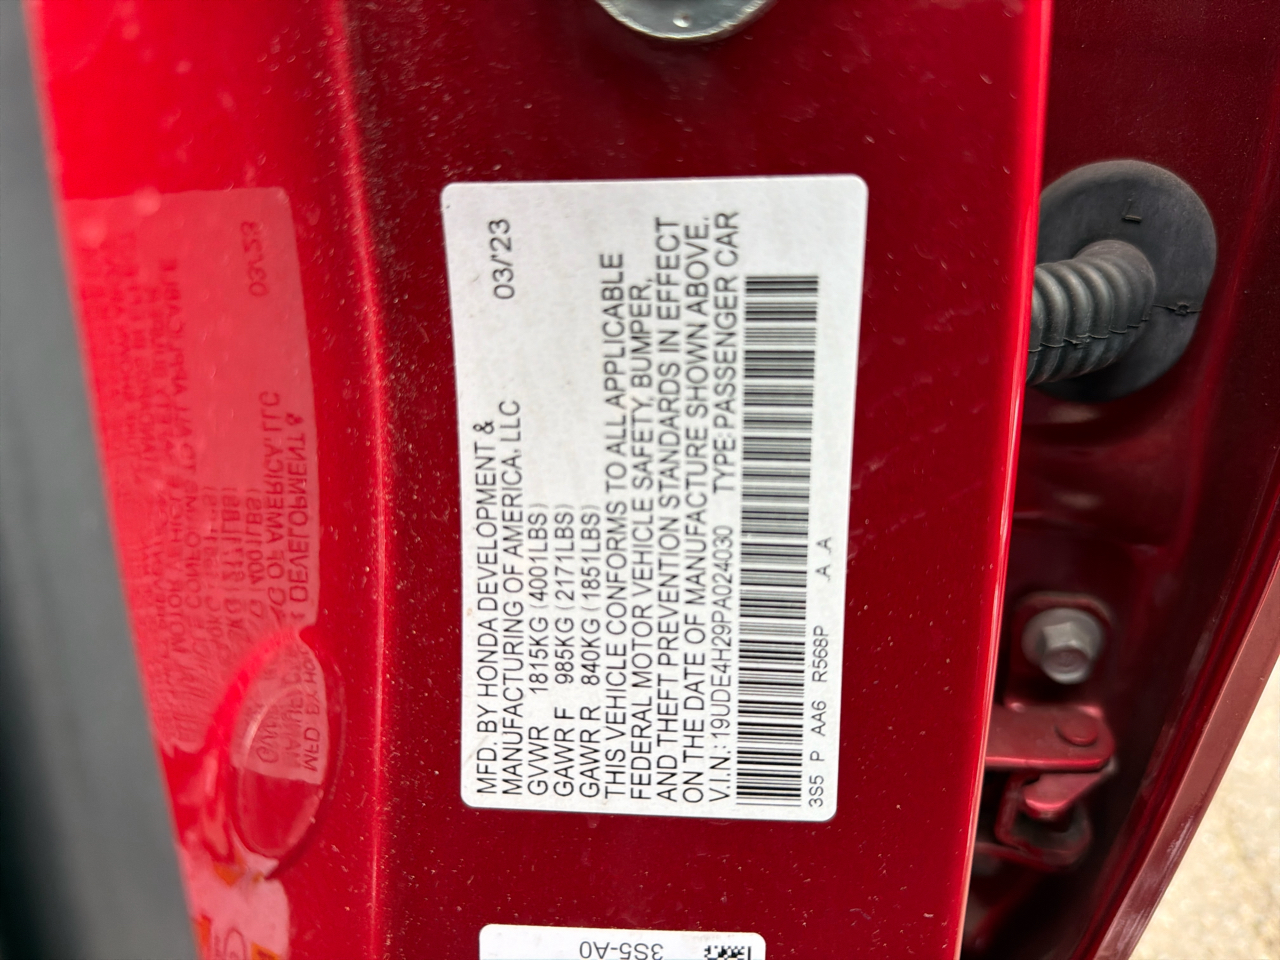 MFD. BY HONDA DEVELOPMENT &
MANUFACTURING OF AMERICA, LLC 03/'23
GVWR 1815KG (4001LBS)
GAWR F 985KG (2171LBS)
GAWR R 840KG (1851LBS)
THIS VEHICLE CONFORMS TO ALL APPLICABLE
FEDERAL MOTOR VEHICLE SAFETY, BUMPER,
AND THEFT PREVENTION STANDARDS IN EFFECT
ON THE DATE OF MANUFACTURE SHOWN ABOVE.
V.I.N.: 19UDE4H29PA024030 TYPE: PASSENGER CAR
3S5 P AA6 R568P .A .A
3S5-A0